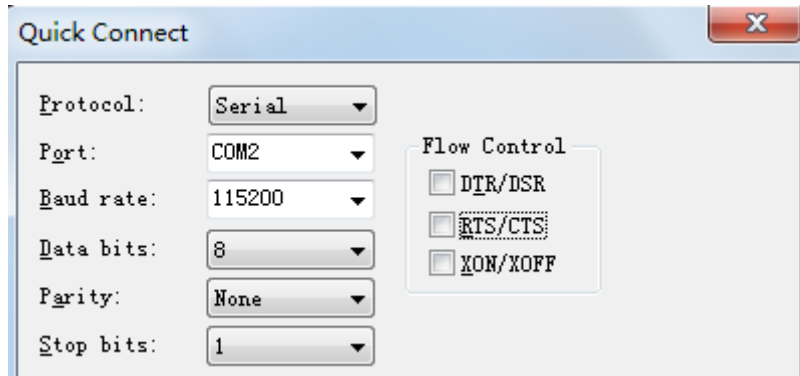 Quick Connect
Protocol: Serial
Port: COM2
Baud rate: 115200
Data bits: 8
Parity: None
Stop bits: 1
Flow Control
DTR/DSR
RTS/CTS
XON/XOFF